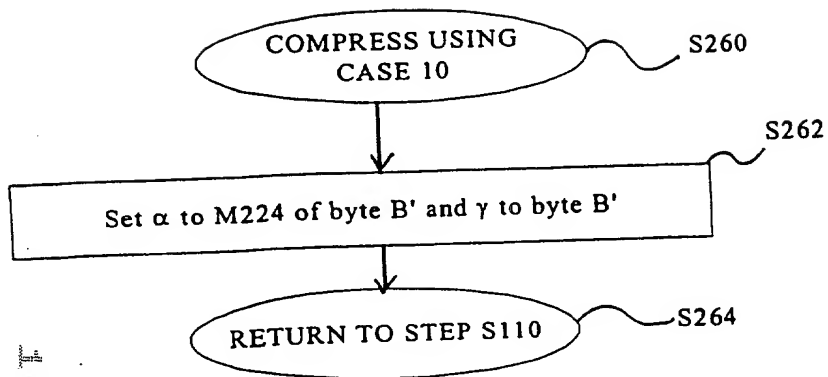 COMPRESS USING
CASE 10
S260
S262
Set α to M224 of byte B' and γ to byte B'
RETURN TO STEP S110
S264